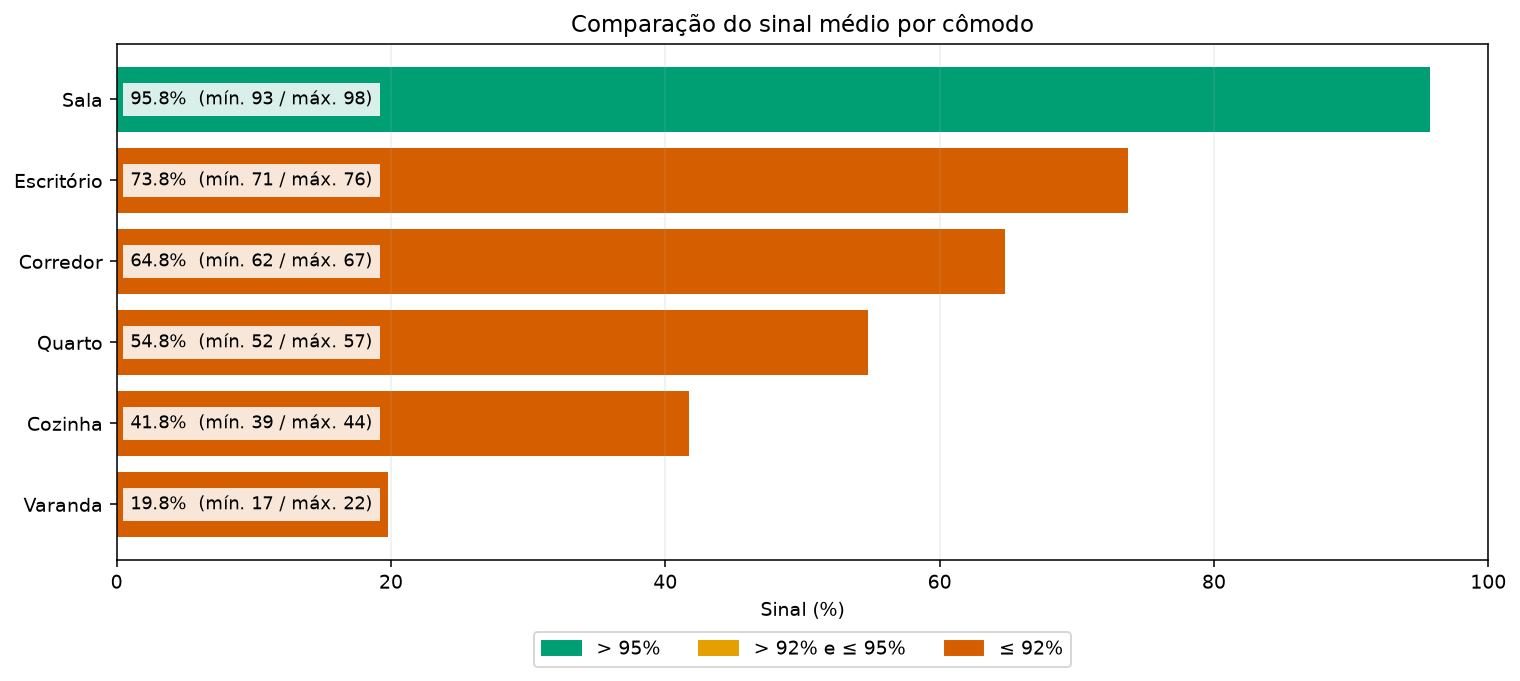 Comparação do sinal médio por cômodo
Sala 95.8% (mín. 93 / máx. 98)
Escritório 73.8% (mín. 71 / máx. 76)
Corredor 64.8% (mín. 62 / máx. 67)
Quarto 54.8% (mín. 52 / máx. 57)
Cozinha 41.8% (mín. 39 / máx. 44)
Varanda 19.8% (mín. 17 / máx. 22)
0 20 40 60 80 100
Sinal (%)
> 95% > 92% e ≤ 95% ≤ 92%